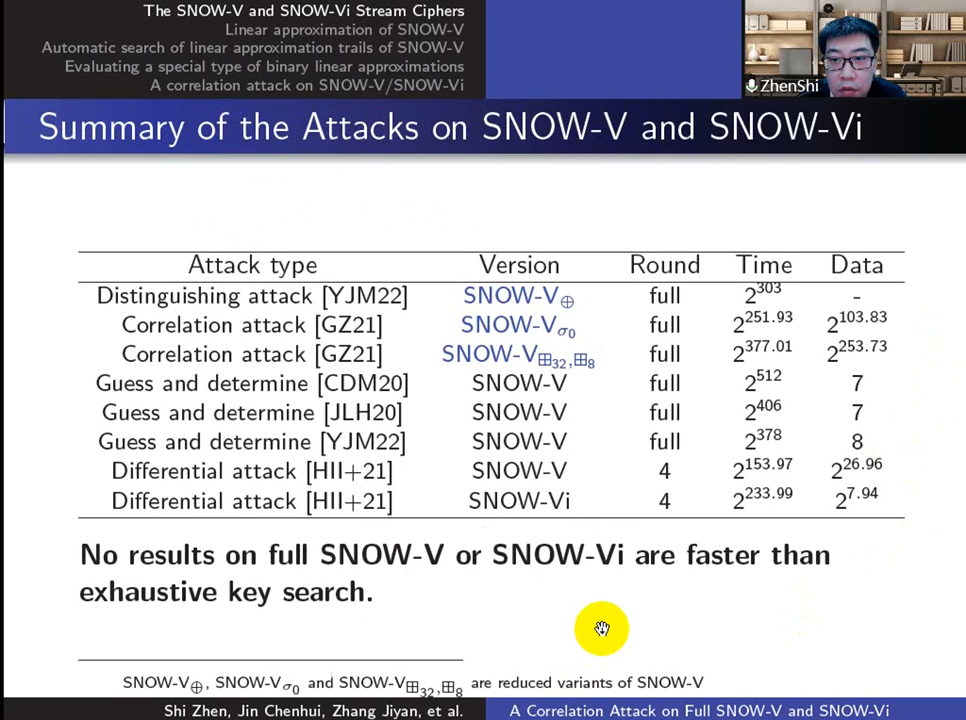 The SNOW-V and SNOW-Vi Stream Ciphers
Linear approximation of SNOW-V
Automatic search of linear approximation trails of SNOW-V
Evaluating a special type of binary linear approximations
A correlation attack on SNOW-V/SNOW-Vi
ZhenShi
Summary of the Attacks on SNOW-V and SNOW-Vi
Attack type Version Round Time Data
Distinguishing attack [YJM22] SNOW-V⊕ full 2^303 -
Correlation attack [GZ21] SNOW-Vσ0 full 2^251.93 2^103.83
Correlation attack [GZ21] SNOW-V⊞32,⊞8 full 2^377.01 2^253.73
Guess and determine [CDM20] SNOW-V full 2^512 7
Guess and determine [JLH20] SNOW-V full 2^406 7
Guess and determine [YJM22] SNOW-V full 2^378 8
Differential attack [HII+21] SNOW-V 4 2^153.97 2^26.96
Differential attack [HII+21] SNOW-Vi 4 2^233.99 2^7.94
No results on full SNOW-V or SNOW-Vi are faster than
exhaustive key search.
SNOW-V⊕, SNOW-Vσ0 and SNOW-V⊞32,⊞8 are reduced variants of SNOW-V
Shi Zhen, Jin Chenhui, Zhang Jiyan, et al. A Correlation Attack on Full SNOW-V and SNOW-Vi